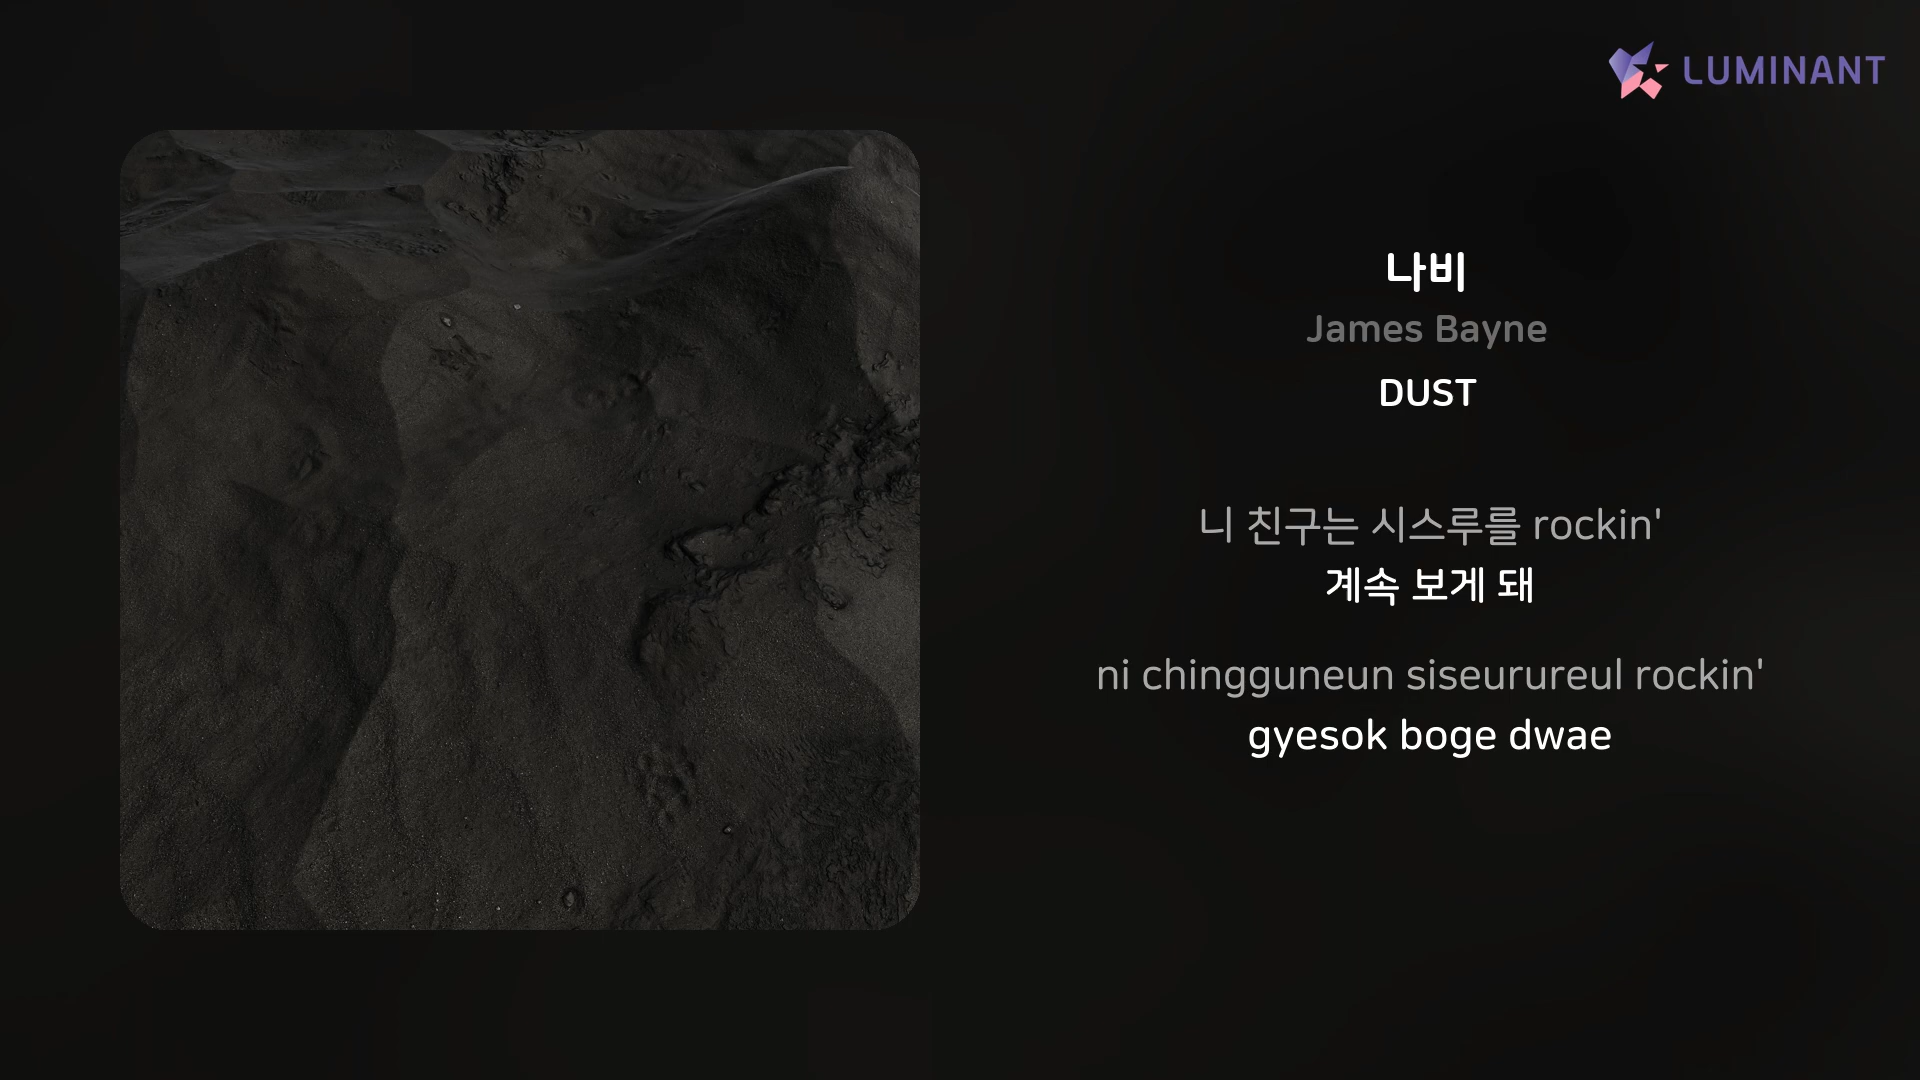 LUMINANT
나비
James Bayne
DUST
니 친구는 시스루를 rockin'
계속 보게 돼
ni chingguneun siseurureul rockin'
gyesok boge dwae